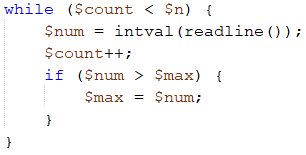 while ($count < $n) {
    $num = intval(readline());
    $count++;
    if ($num > $max) {
        $max = $num;
    }
}